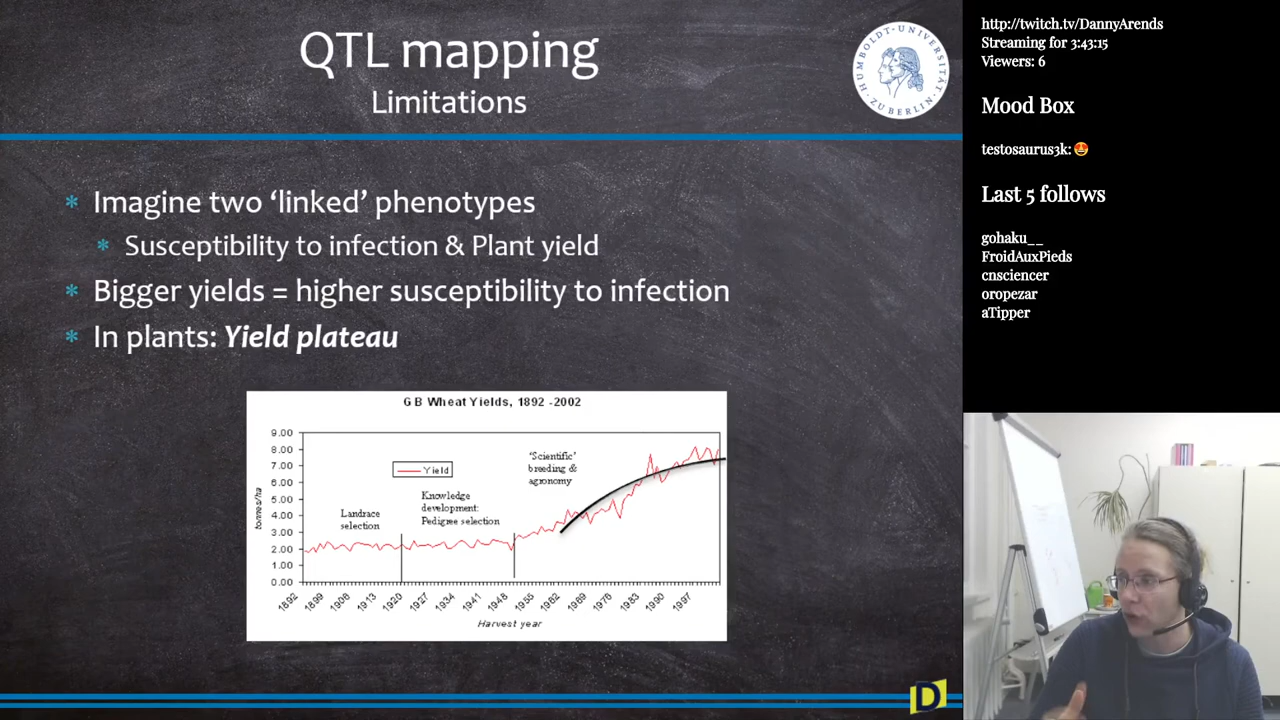 QTL mapping
Limitations
HUMBOLDT-UNIVERSITÄT
ZU BERLIN
Imagine two ‘linked’ phenotypes
Susceptibility to infection & Plant yield
Bigger yields = higher susceptibility to infection
In plants: Yield plateau
GB Wheat Yields, 1892 -2002
9.00
8.00
7.00
6.00
5.00
4.00
3.00
2.00
1.00
0.00
tonnes/ha
Yield
Landrace
selection
Knowledge
development:
Pedigree selection
'Scientific'
breeding &
agronomy
1892
1899
1906
1913
1920
1927
1934
1941
1948
1955
1962
1969
1976
1983
1990
1997
Harvest year
D
http://twitch.tv/DannyArends
Streaming for 3:43:15
Viewers: 6
Mood Box
testosaurus3k:🤩
Last 5 follows
gohaku__
FroidAuxPieds
cnsciencer
oropezar
aTipper